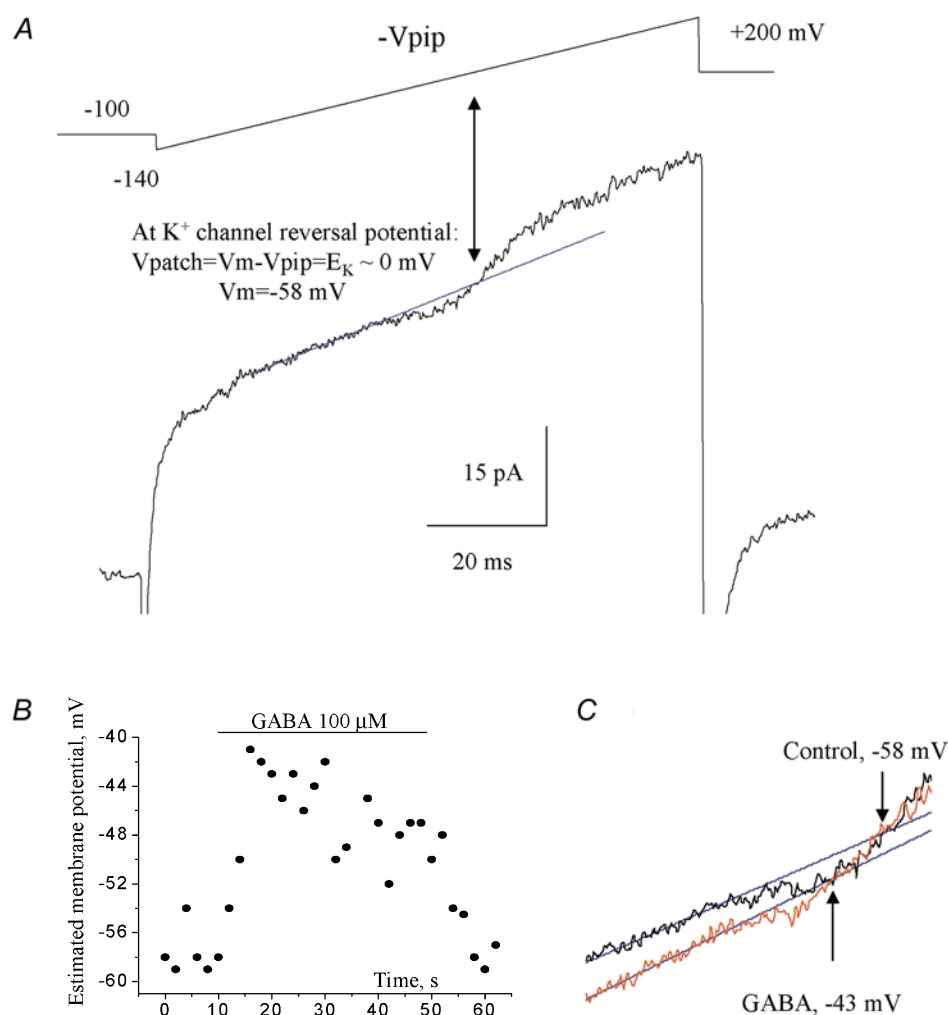 A
-Vpip
+200 mV
-100
-140
At K+ channel reversal potential:
Vpatch=Vm-Vpip=EK ~ 0 mV
Vm=-58 mV
15 pA
20 ms
B
GABA 100 μM
Estimated membrane potential, mV
-40
-44
-48
-52
-56
-60
Time, s
0 10 20 30 40 50 60
C
Control, -58 mV
GABA, -43 mV